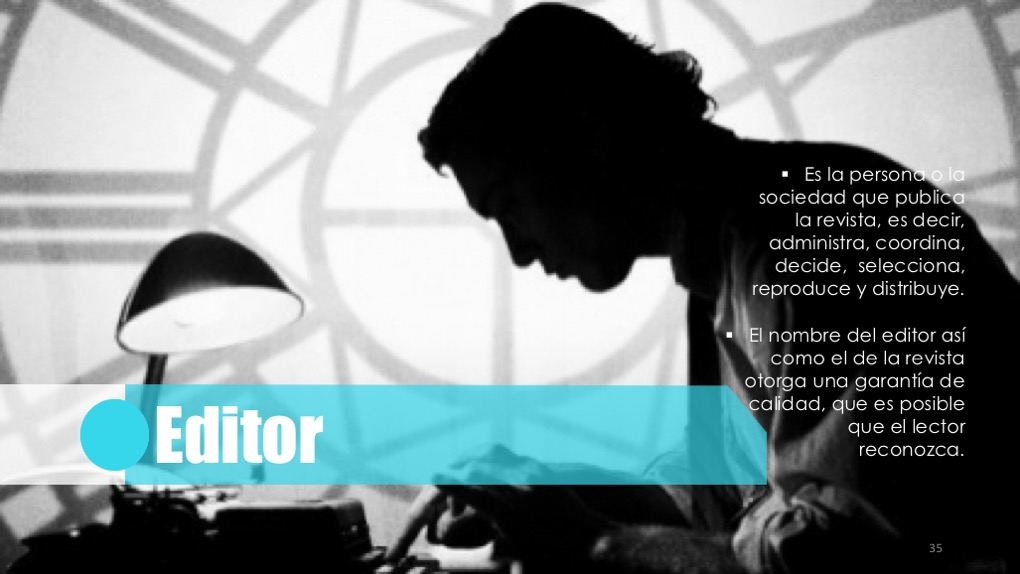 ▪ Es la persona o la
sociedad que publica
la revista, es decir,
administra, coordina,
decide, selecciona,
reproduce y distribuye.
▪ El nombre del editor así
como el de la revista
otorga una garantía de
calidad, que es posible
que el lector
reconozca.
Editor
35